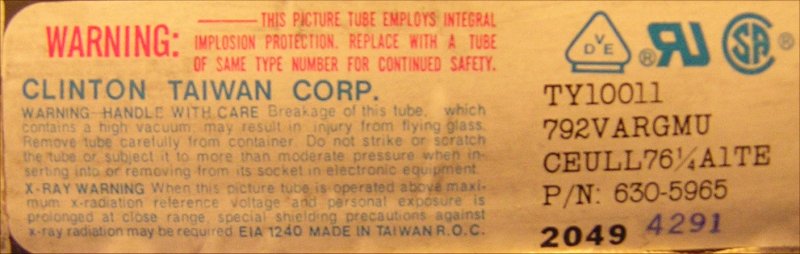 WARNING: THIS PICTURE TUBE EMPLOYS INTEGRAL
IMPLOSION PROTECTION. REPLACE WITH A TUBE
OF SAME TYPE NUMBER FOR CONTINUED SAFETY.
CLINTON TAIWAN CORP.
WARNING-HANDLE WITH CARE Breakage of this tube, which
contains a high vacuum, may result in injury from flying glass.
Remove tube carefully from container. Do not strike or scratch
the tube or subject it to more than moderate pressure when in-
serting into or removing from its socket in electronic equipment.
X-RAY WARNING When this picture tube is operated above maxi-
mum x-radiation reference voltage and personal exposure is
prolonged at close range, special shielding precautions against
x-ray radiation may be required. EIA 1240 MADE IN TAIWAN R.O.C.
DVE ® UR SA ®
TY10011
792VARGMU
CEULL76¼A1TE
P/N: 630-5965
2049 4291